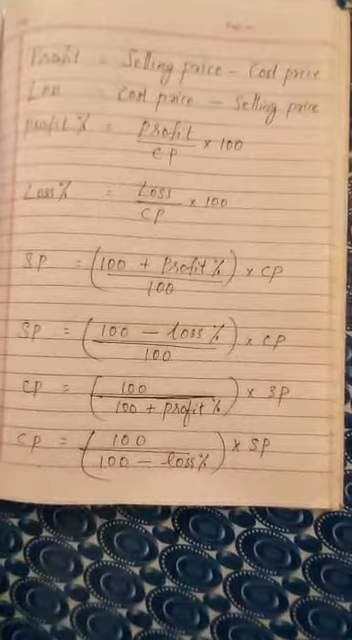 Profit = Selling price - Cost price
Loss = Cost price - Selling price
profit % = profit / CP × 100
Loss% = Loss / CP × 100
SP = (100 + Profit % / 100) × CP
SP = (100 - loss % / 100) × CP
CP = (100 / 100 + profit%) × SP
CP = (100 / 100 - loss%) × SP